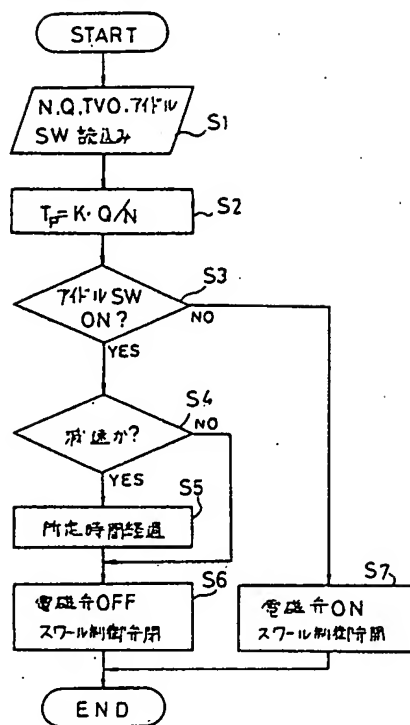 START
N.Q.TVO.アイドル
SW 読込み
S1
Tp=K・Q/N
S2
S3
アイドルSW
ON?
NO
YES
S4
減速か?
NO
YES
S5
所定時間経過
S6
電磁弁OFF
スワール制御弁閉
S7
電磁弁ON
スワール制御弁開
END